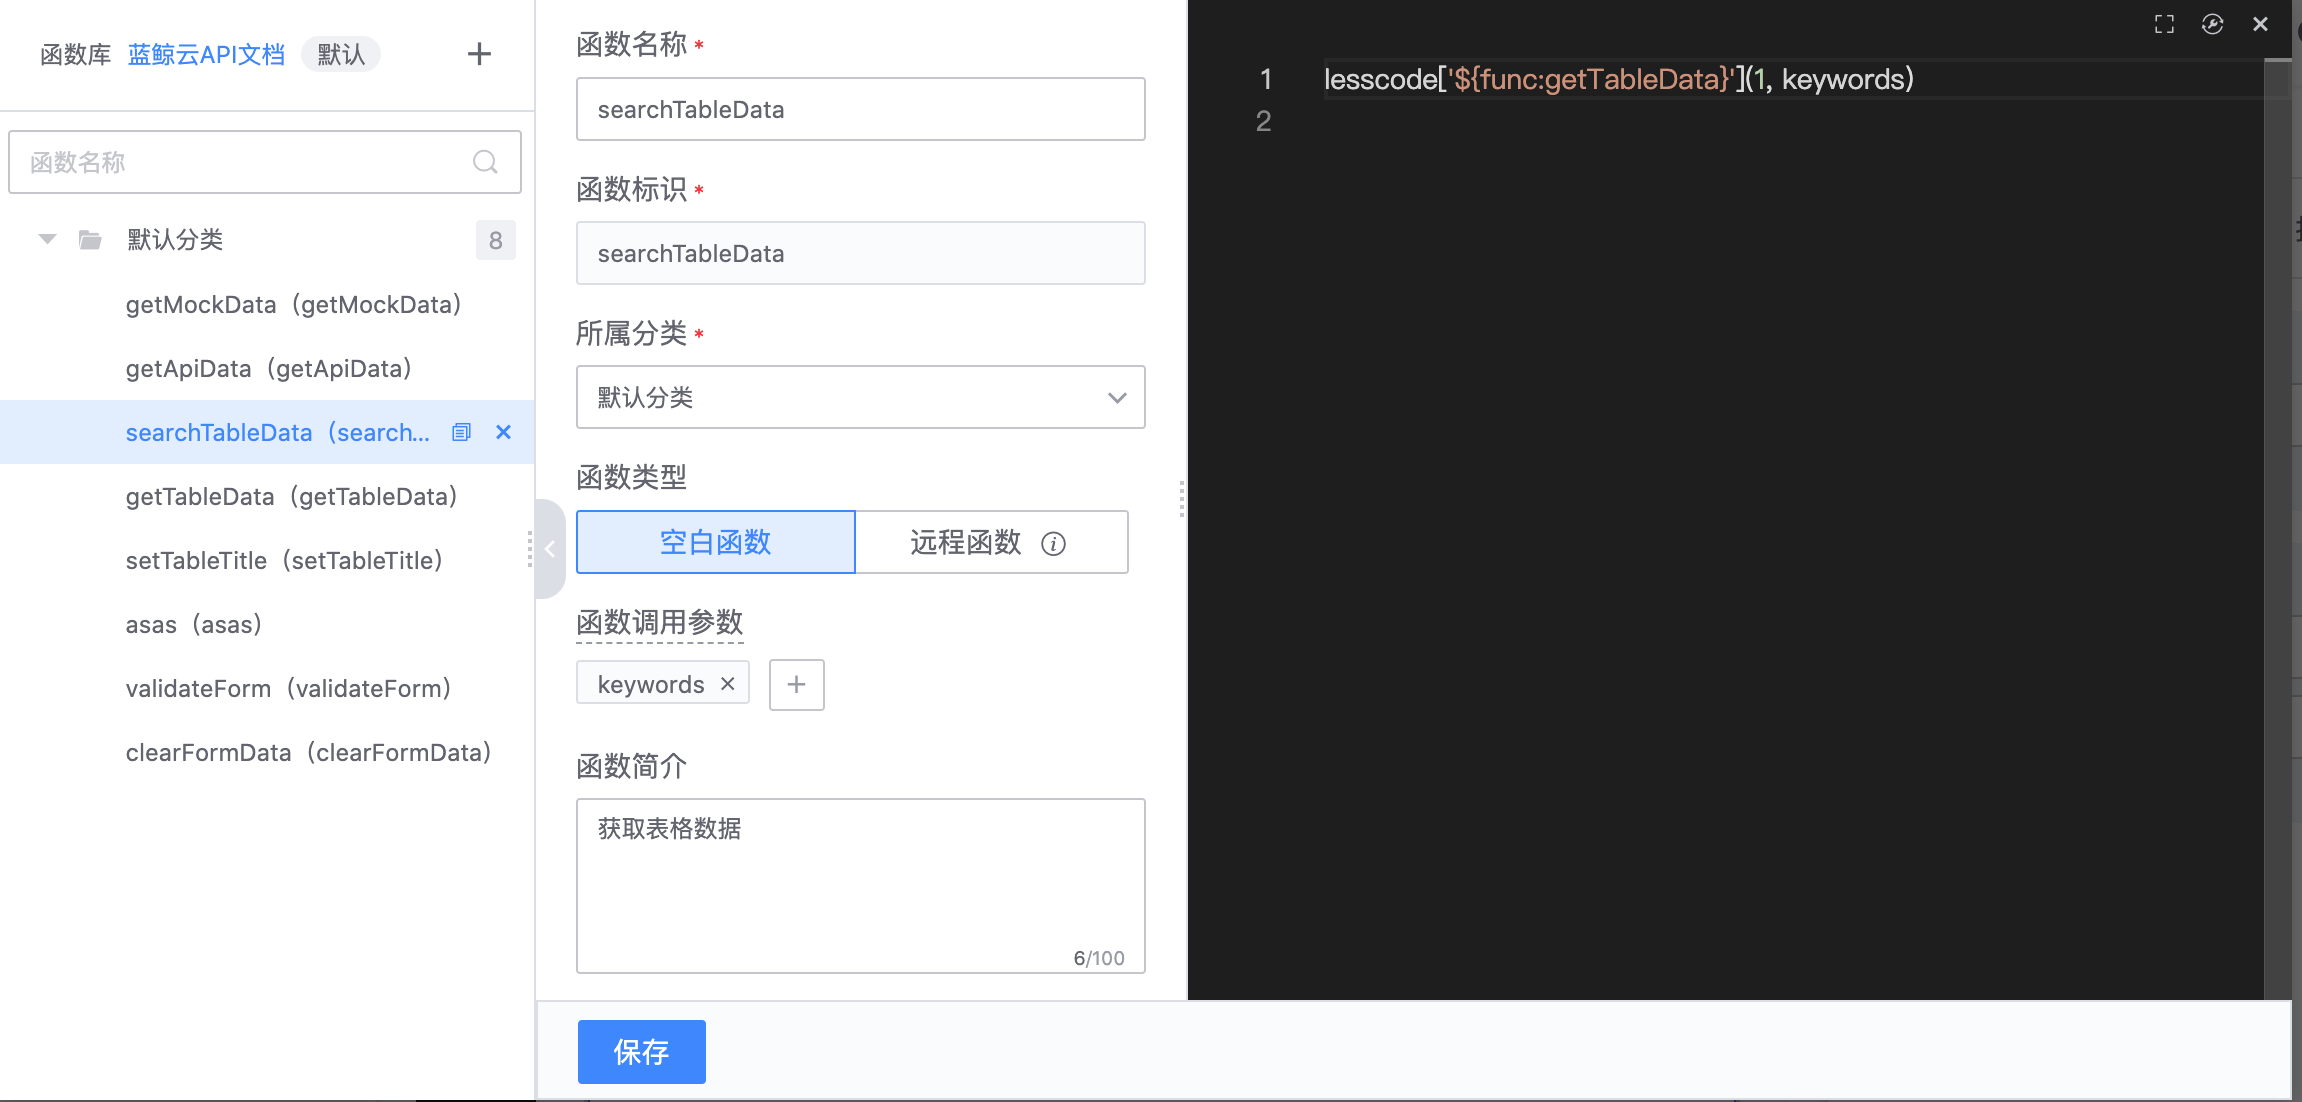 函数库 蓝鲸云API文档 默认
函数名称
默认分类 8
getMockData（getMockData）
getApiData（getApiData）
searchTableData（search...
getTableData（getTableData）
setTableTitle（setTableTitle）
asas（asas）
validateForm（validateForm）
clearFormData（clearFormData）
函数名称 *
searchTableData
函数标识 *
searchTableData
所属分类 *
默认分类
函数类型
空白函数 远程函数
函数调用参数
keywords
函数简介
获取表格数据
6/100
保存
1 lesscode['${func:getTableData}'](1, keywords)
2